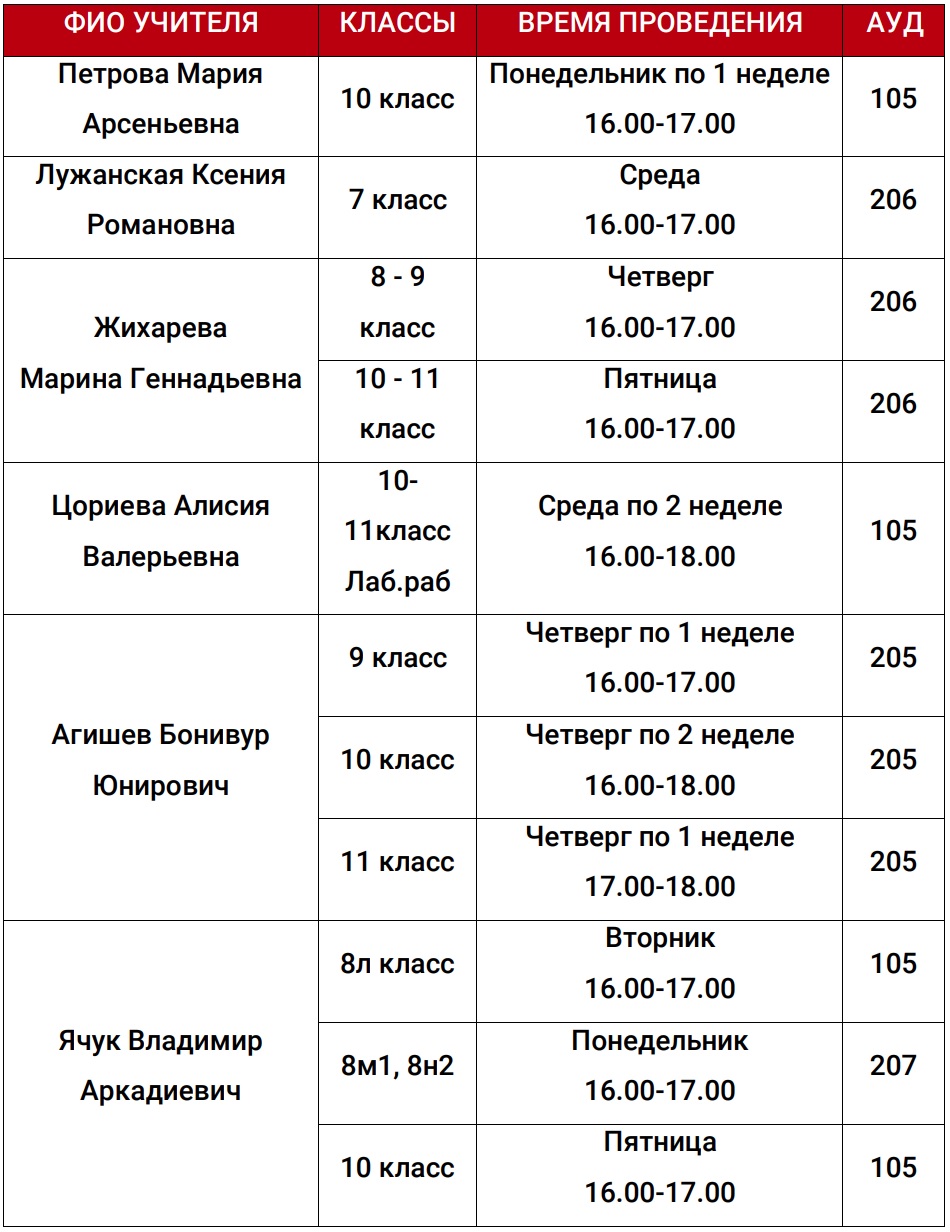 ФИО УЧИТЕЛЯ КЛАССЫ ВРЕМЯ ПРОВЕДЕНИЯ АУД
Петрова Мария
Арсеньевна
10 класс
Понедельник по 1 неделе
16.00-17.00
105
Лужанская Ксения
Романовна
7 класс
Среда
16.00-17.00
206
Жихарева
Марина Геннадьевна
8 - 9
класс
Четверг
16.00-17.00
206
10 - 11
класс
Пятница
16.00-17.00
206
Цориева Алисия
Валерьевна
10-
11класс
Лаб.раб
Среда по 2 неделе
16.00-18.00
105
Агишев Бонивур
Юнирович
9 класс
Четверг по 1 неделе
16.00-17.00
205
10 класс
Четверг по 2 неделе
16.00-18.00
205
11 класс
Четверг по 1 неделе
17.00-18.00
205
Ячук Владимир
Аркадиевич
8л класс
Вторник
16.00-17.00
105
8м1, 8н2
Понедельник
16.00-17.00
207
10 класс
Пятница
16.00-17.00
105